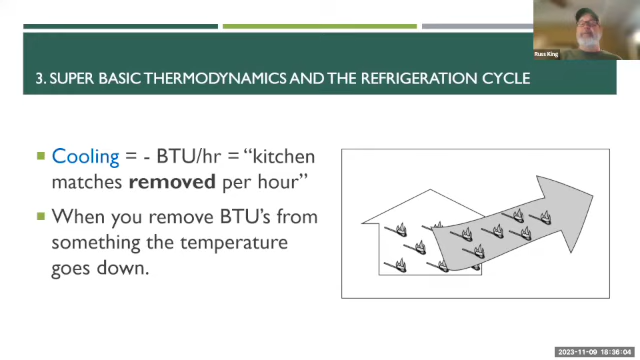 Russ King
3. SUPER BASIC THERMODYNAMICS AND THE REFRIGERATION CYCLE
Cooling = - BTU/hr = “kitchen
matches removed per hour”
When you remove BTU’s from
something the temperature
goes down.
2023-11-09 18:36:04